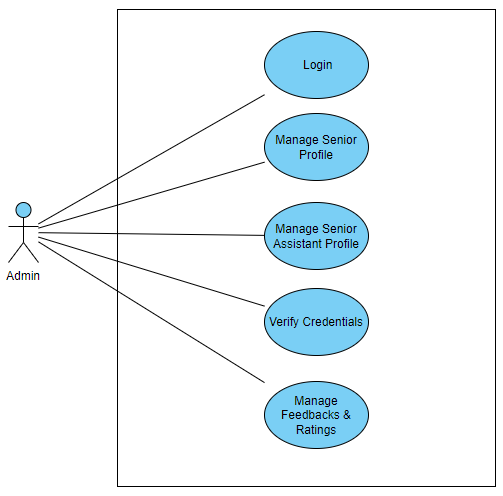 Login
Manage Senior
Profile
Manage Senior
Assistant Profile
Admin
Verify Credentials
Manage
Feedbacks &
Ratings